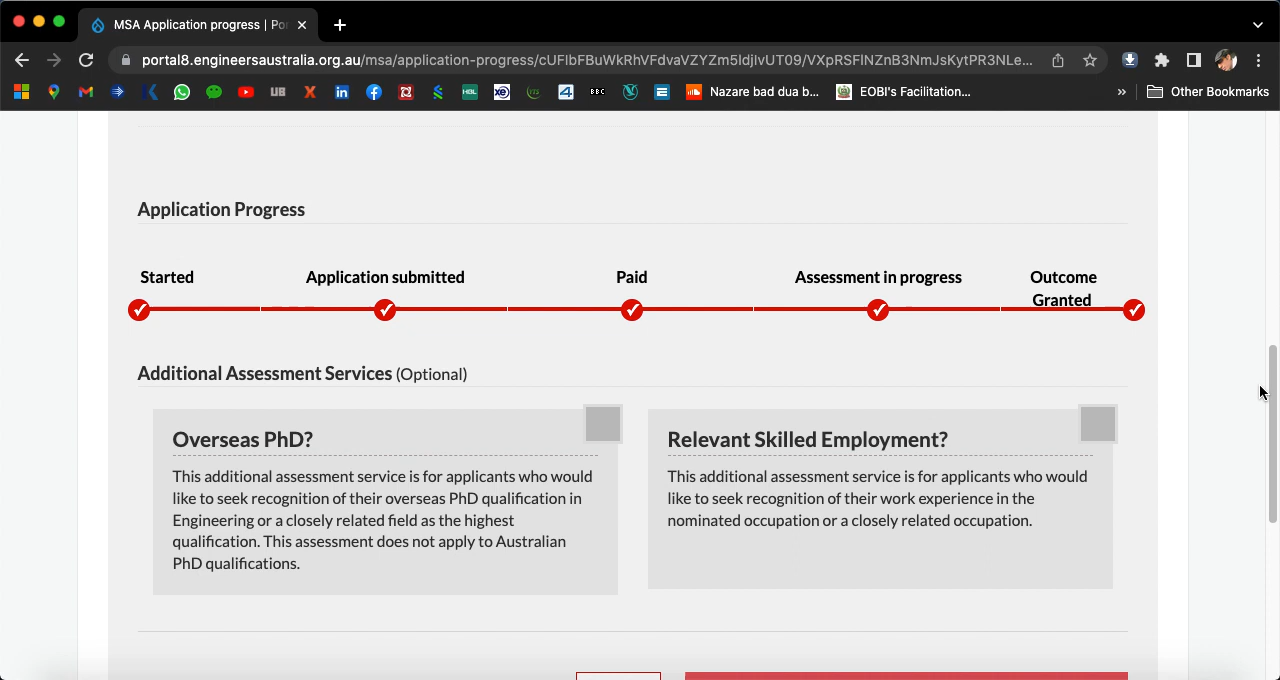 MSA Application progress | Po
portal8.engineersaustralia.org.au/msa/application-progress/cUFIbFBuWkRhVFdvaVZYZm5ldjlvUT09/VXpRSFlNZnB3NmJsKytPR3NLe...
UB
X
HBL
xe
4
BBC
Nazare bad dua b...
EOBI's Facilitation...
»
Other Bookmarks
Application Progress
Started
Application submitted
Paid
Assessment in progress
Outcome
Granted
Additional Assessment Services (Optional)
Overseas PhD?
This additional assessment service is for applicants who would
like to seek recognition of their overseas PhD qualification in
Engineering or a closely related field as the highest
qualification. This assessment does not apply to Australian
PhD qualifications.
Relevant Skilled Employment?
This additional assessment service is for applicants who would
like to seek recognition of their work experience in the
nominated occupation or a closely related occupation.